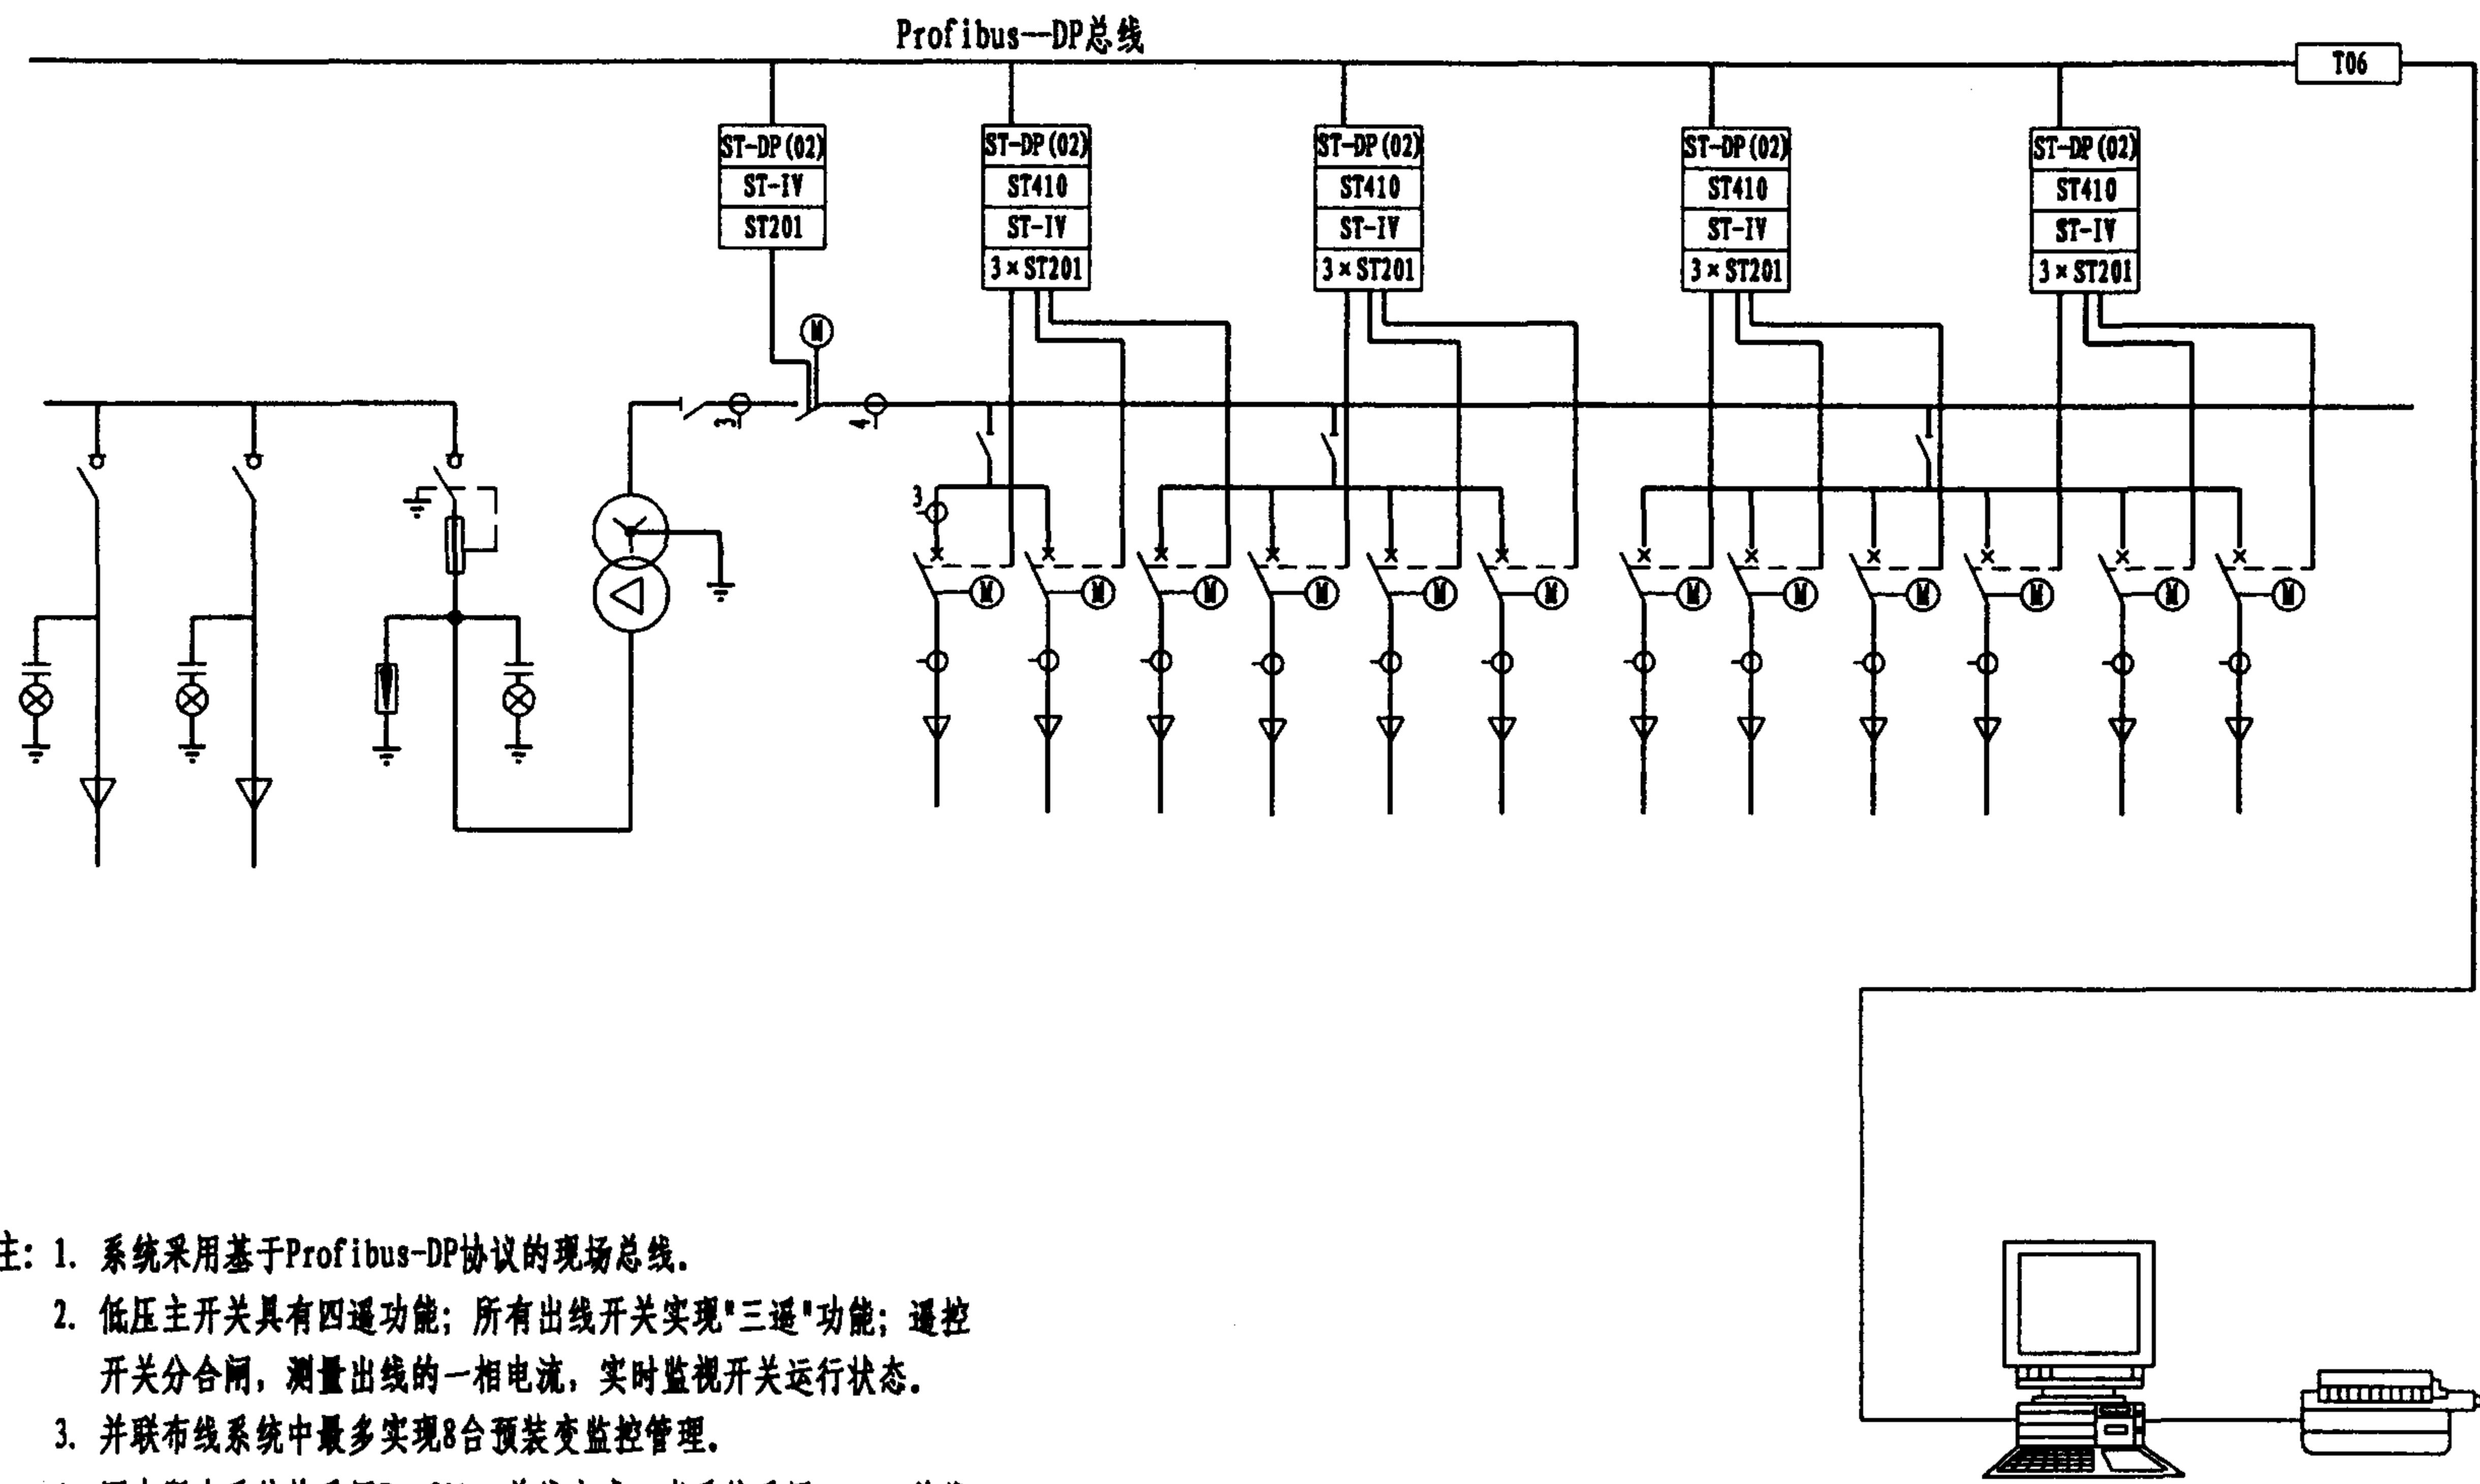 Profibus—DP总线
T06
ST-DP(02)
ST-IV
ST201
ST-DP(02)
ST410
ST-IV
3×ST201
ST-DP(02)
ST410
ST-IV
3×ST201
ST-DP(02)
ST410
ST-IV
3×ST201
ST-DP(02)
ST410
ST-IV
3×ST201
M
3
4
3
M M M M M M M M M M M M
注: 1. 系统采用基于Profibus-DP协议的现场总线.
2. 低压主开关具有四遥功能; 所有出线开关实现"三遥"功能; 遥控
开关分合闸, 测量出线的一相电流, 实时监视开关运行状态.
3. 并联布线系统中最多实现8台预装变监控管理.